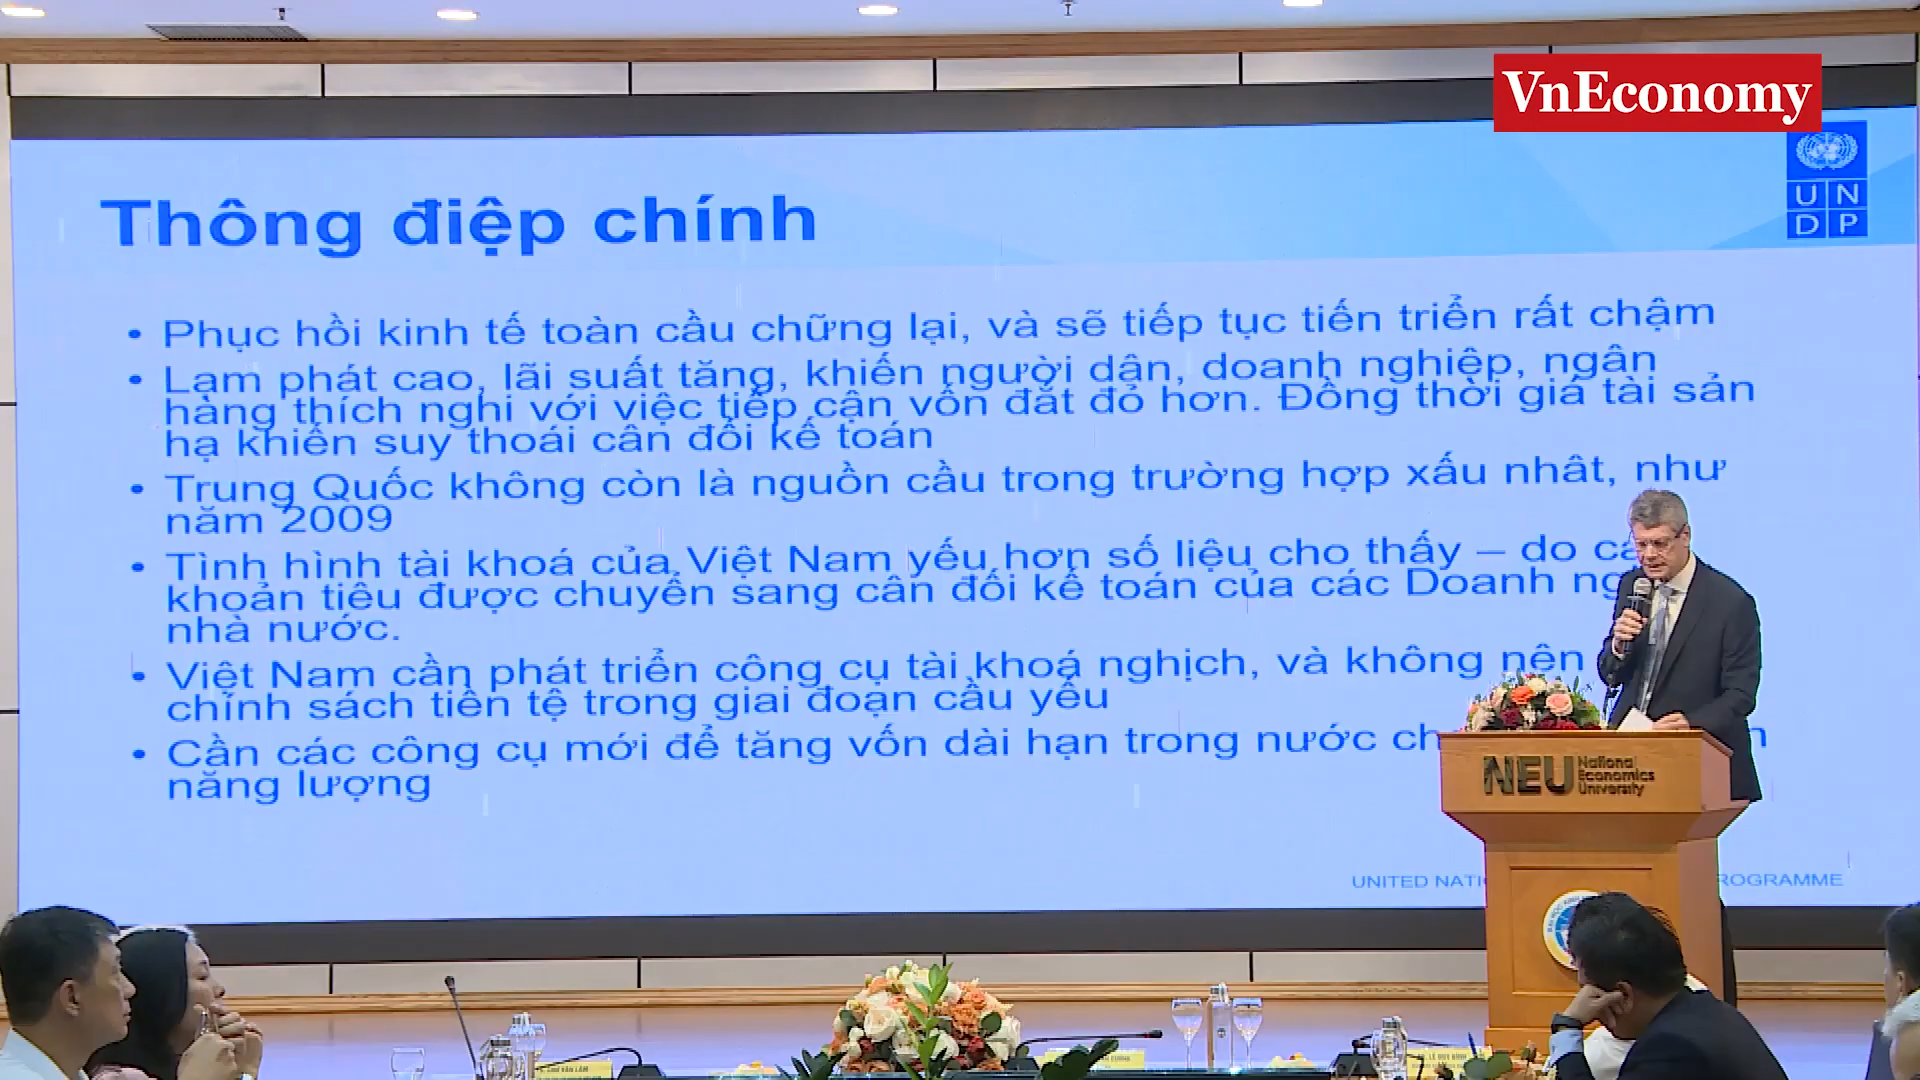 VnEconomy
UN
DP
Thông điệp chính
• Phục hồi kinh tế toàn cầu chững lại, và sẽ tiếp tục tiến triển rất chậm
• Lạm phát cao, lãi suất tăng, khiến người dân, doanh nghiệp, ngân
hàng thích nghi với việc tiếp cận vốn đắt đỏ hơn. Đồng thời giá tài sản
hạ khiến suy thoái cân đối kế toán
• Trung Quốc không còn là nguồn cầu trong trường hợp xấu nhât, như
năm 2009
• Tình hình tài khoá của Việt Nam yếu hơn số liệu cho thấy – do
khoản tiêu được chuyển sang cân đối kế toán của các Doanh
nhà nước.
• Việt Nam cần phát triển công cụ tài khoá nghịch, và không nên
chính sách tiền tệ trong giai đoạn cầu yếu
• Cần các công cụ mới để tăng vốn dài hạn trong nước
năng lượng
NEU National
Economics
University
UNITED